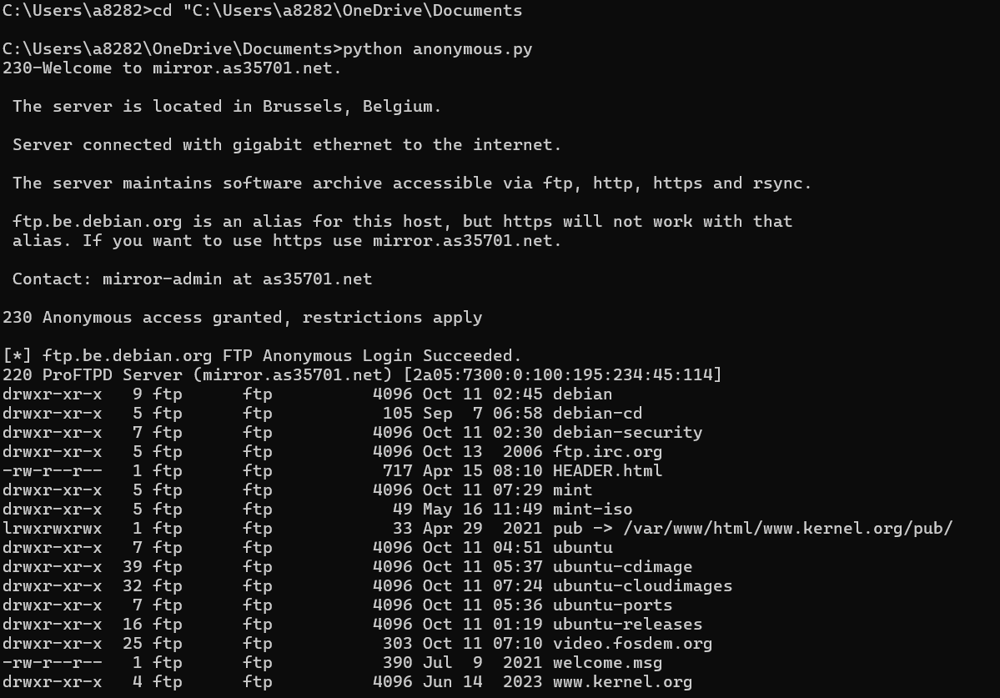 C:\Users\a8282>cd "C:\Users\a8282\OneDrive\Documents
C:\Users\a8282\OneDrive\Documents>python anonymous.py
230-Welcome to mirror.as35701.net.
The server is located in Brussels, Belgium.
Server connected with gigabit ethernet to the internet.
The server maintains software archive accessible via ftp, http, https and rsync.
ftp.be.debian.org is an alias for this host, but https will not work with that
alias. If you want to use https use mirror.as35701.net.
Contact: mirror-admin at as35701.net
230 Anonymous access granted, restrictions apply
[*] ftp.be.debian.org FTP Anonymous Login Succeeded.
220 ProFTPD Server (mirror.as35701.net) [2a05:7300:0:100:195:234:45:114]
drwxr-xr-x   9 ftp      ftp          4096 Oct 11 02:45 debian
drwxr-xr-x   5 ftp      ftp           105 Sep  7 06:58 debian-cd
drwxr-xr-x   7 ftp      ftp          4096 Oct 11 02:30 debian-security
drwxr-xr-x   5 ftp      ftp          4096 Oct 13  2006 ftp.irc.org
-rw-r--r--   1 ftp      ftp           717 Apr 15 08:10 HEADER.html
drwxr-xr-x   5 ftp      ftp          4096 Oct 11 07:29 mint
drwxr-xr-x   5 ftp      ftp            49 May 16 11:49 mint-iso
lrwxrwxrwx   1 ftp      ftp            33 Apr 29  2021 pub -> /var/www/html/www.kernel.org/pub/
drwxr-xr-x   7 ftp      ftp          4096 Oct 11 04:51 ubuntu
drwxr-xr-x  39 ftp      ftp          4096 Oct 11 05:37 ubuntu-cdimage
drwxr-xr-x  32 ftp      ftp          4096 Oct 11 07:24 ubuntu-cloudimages
drwxr-xr-x   7 ftp      ftp          4096 Oct 11 05:36 ubuntu-ports
drwxr-xr-x  16 ftp      ftp          4096 Oct 11 01:19 ubuntu-releases
drwxr-xr-x  25 ftp      ftp           303 Oct 11 07:10 video.fosdem.org
-rw-r--r--   1 ftp      ftp           390 Jul  9  2021 welcome.msg
drwxr-xr-x   4 ftp      ftp          4096 Jun 14  2023 www.kernel.org